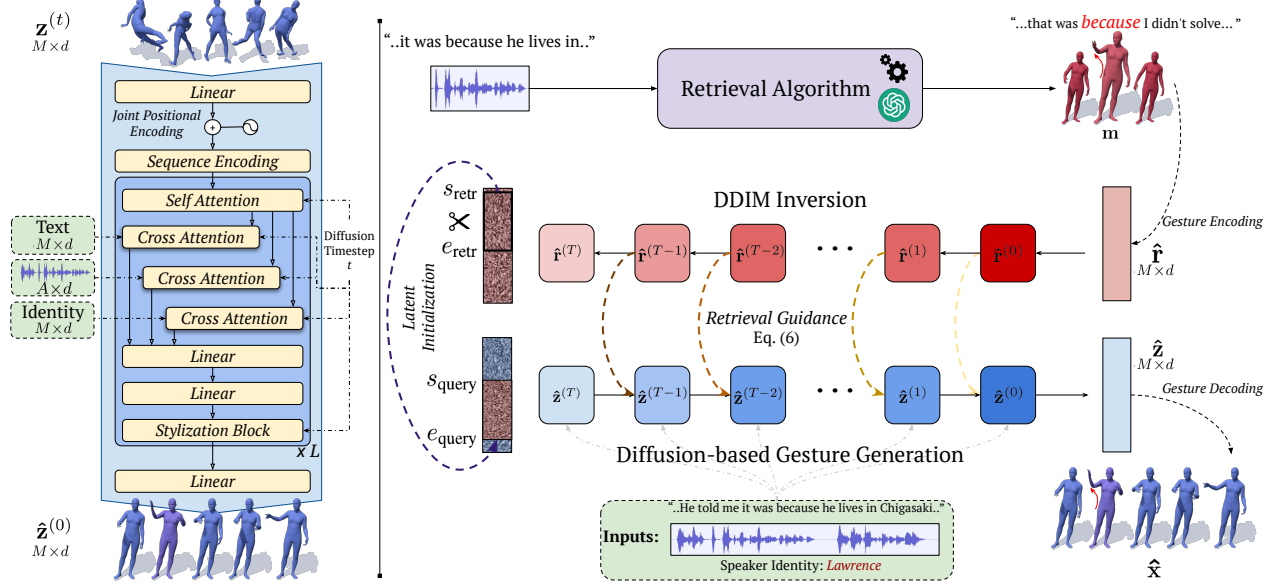 z^(t)
M×d
Linear
Joint Positional
Encoding
+
Sequence Encoding
Self Attention
Text
M×d
Cross Attention
Diffusion
Timestep
t
A×d
Cross Attention
Identity
M×d
Cross Attention
Linear
Linear
Stylization Block
× L
Linear
ẑ^(0)
M×d
“..it was because he lives in..”
Retrieval Algorithm
“...that was because I didn't solve... ”
m
s_retr
e_retr
Latent
Initialization
s_query
e_query
DDIM Inversion
r̂^(T)
r̂^(T−1)
r̂^(T−2)
r̂^(1)
r̂^(0)
Gesture Encoding
r̂
M×d
Retrieval Guidance
Eq. (6)
ẑ^(T)
ẑ^(T−1)
ẑ^(T−2)
ẑ^(1)
ẑ^(0)
ẑ
M×d
Gesture Decoding
Diffusion-based Gesture Generation
“..He told me it was because he lives in Chigasaki..”
Inputs:
Speaker Identity: Lawrence
x̂